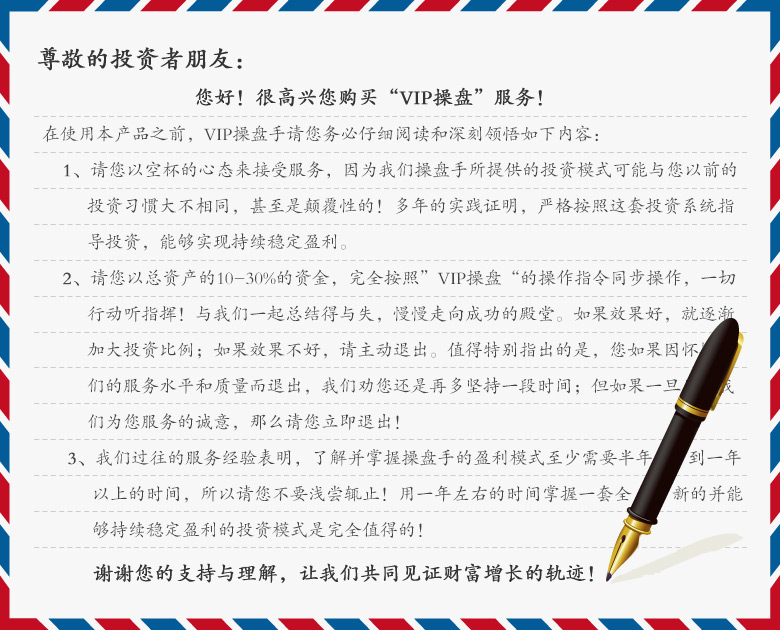 尊敬的投资者朋友：
您好！很高兴您购买“VIP操盘”服务！
在使用本产品之前，VIP操盘手请您务必仔细阅读和深刻领悟如下内容：
1、请您以空杯的心态来接受服务，因为我们操盘手所提供的投资模式可能与您以前的
投资习惯大不相同，甚至是颠覆性的！多年的实践证明，严格按照这套投资系统指
导投资，能够实现持续稳定盈利。
2、请您以总资产的10-30%的资金，完全按照”VIP操盘“的操作指令同步操作，一切
行动听指挥！与我们一起总结得与失，慢慢走向成功的殿堂。如果效果好，就逐渐
加大投资比例；如果效果不好，请主动退出。值得特别指出的是，您如果因怀
们的服务水平和质量而退出，我们劝您还是再多坚持一段时间；但如果一旦 我
们为您服务的诚意，那么请您立即退出！
3、我们过往的服务经验表明，了解并掌握操盘手的盈利模式至少需要半年 到一年
以上的时间，所以请您不要浅尝辄止！用一年左右的时间掌握一套全 新的并能
够持续稳定盈利的投资模式是完全值得的！
谢谢您的支持与理解，让我们共同见证财富增长的轨迹！